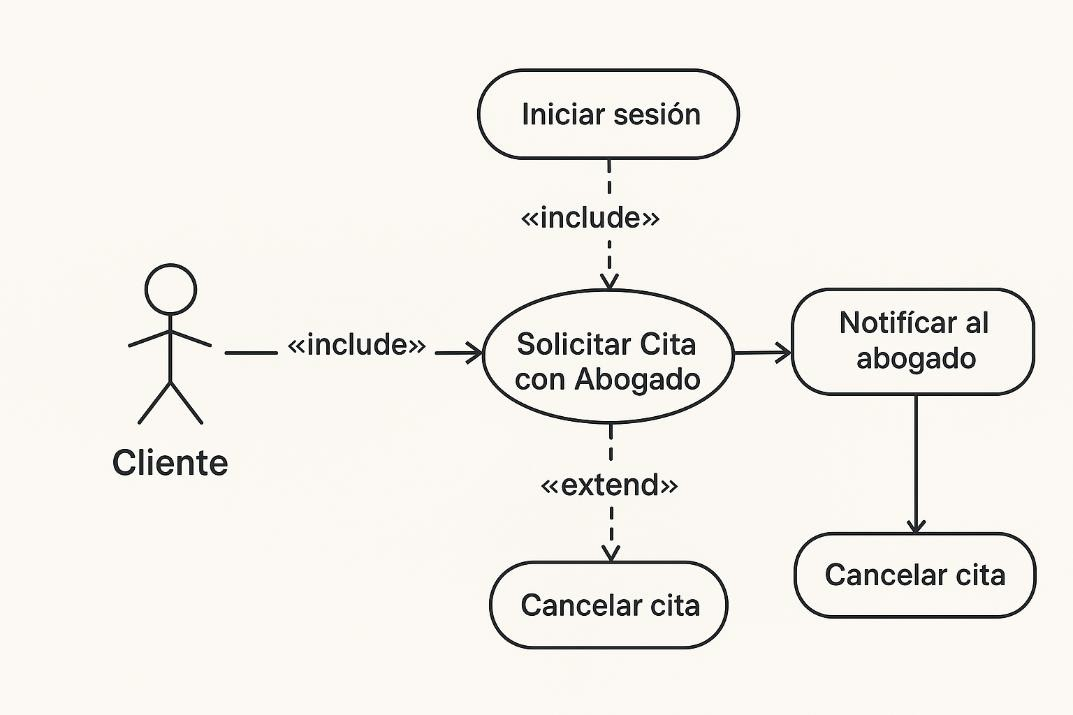 Iniciar sesión
«include»
«include»
Solicitar Cita
con Abogado
Notifícar al
abogado
Cliente
«extend»
Cancelar cita
Cancelar cita